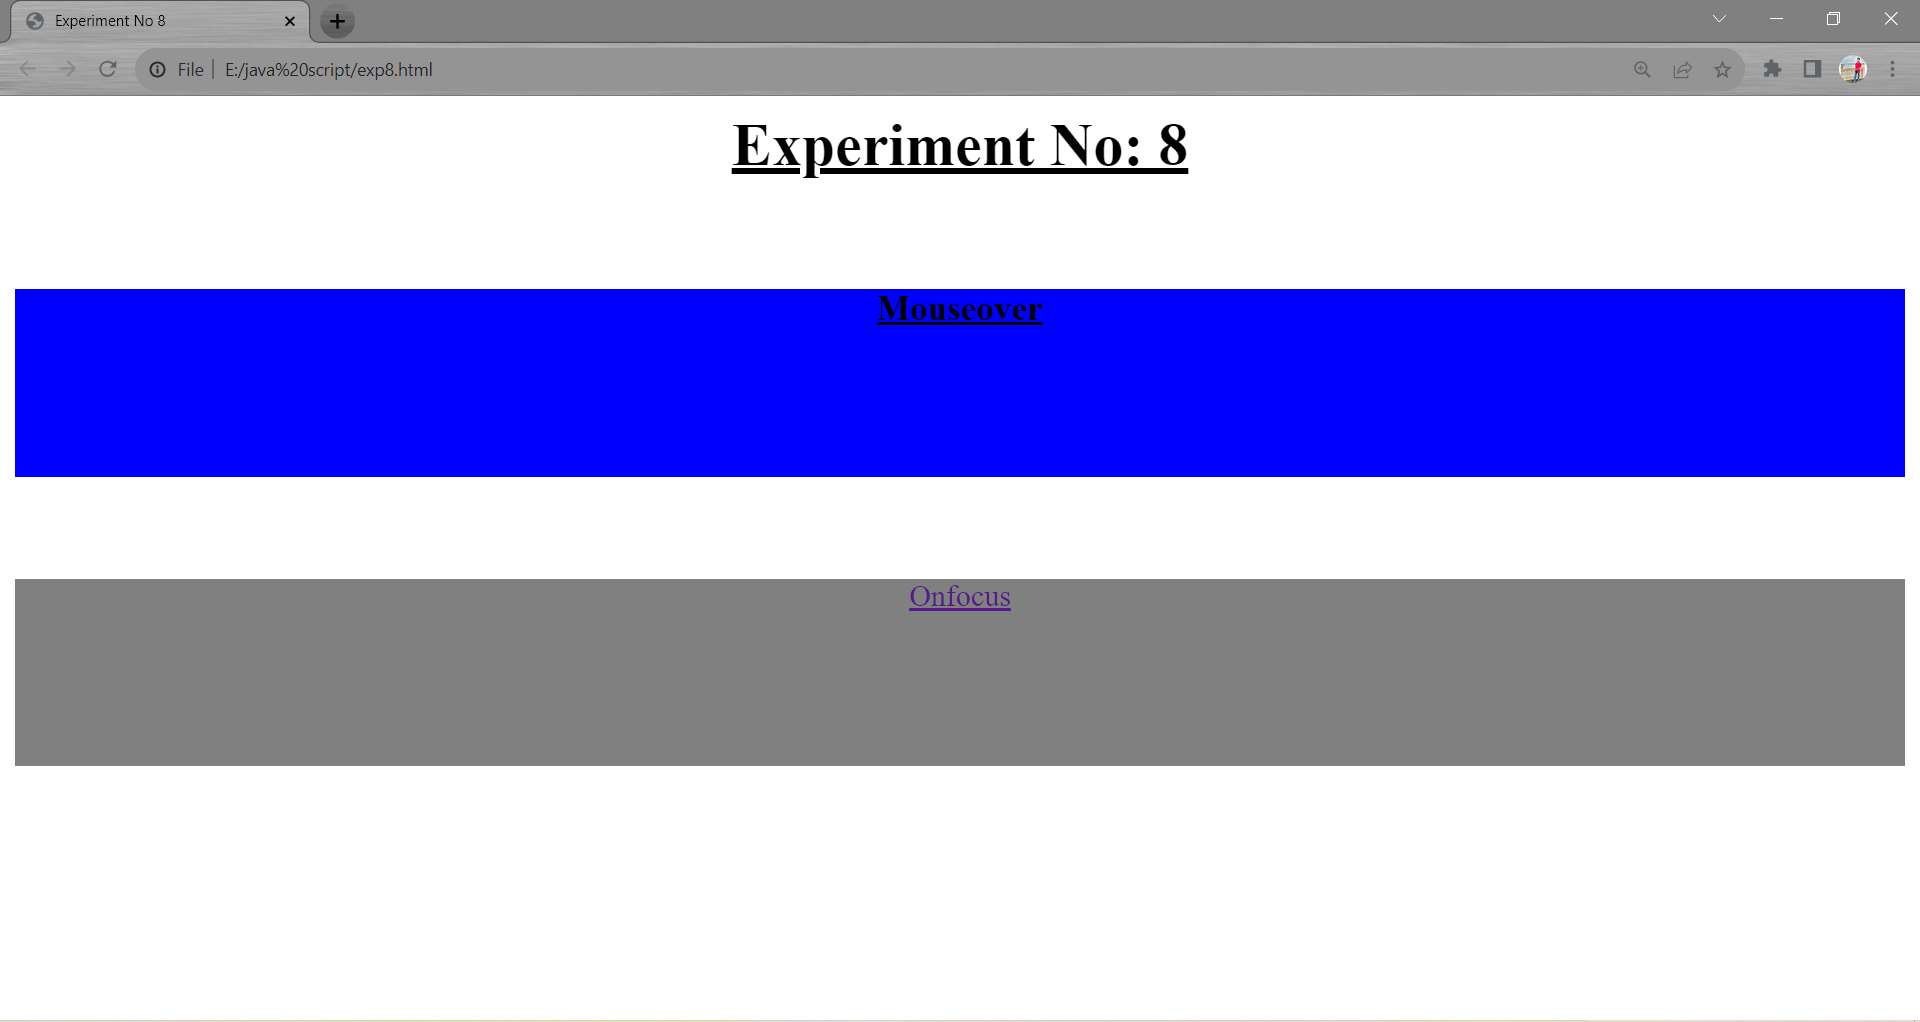 Experiment No 8
File E:/java%20script/exp8.html
Experiment No: 8
Mouseover
Onfocus